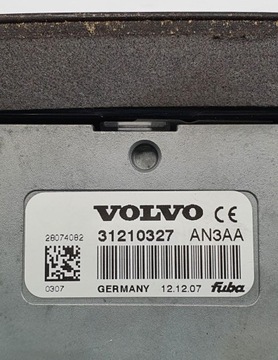 VOLVO CE
28074082 31210327 AN3AA
0307 GERMANY 12.12.07 fuba